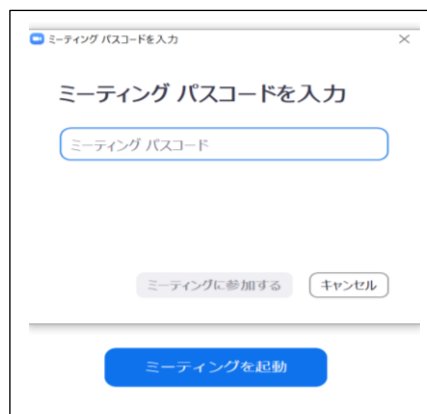 ミーティング パスコードを入力
ミーティング パスコードを入力
ミーティング パスコード
ミーティングに参加する キャンセル
ミーティングを起動